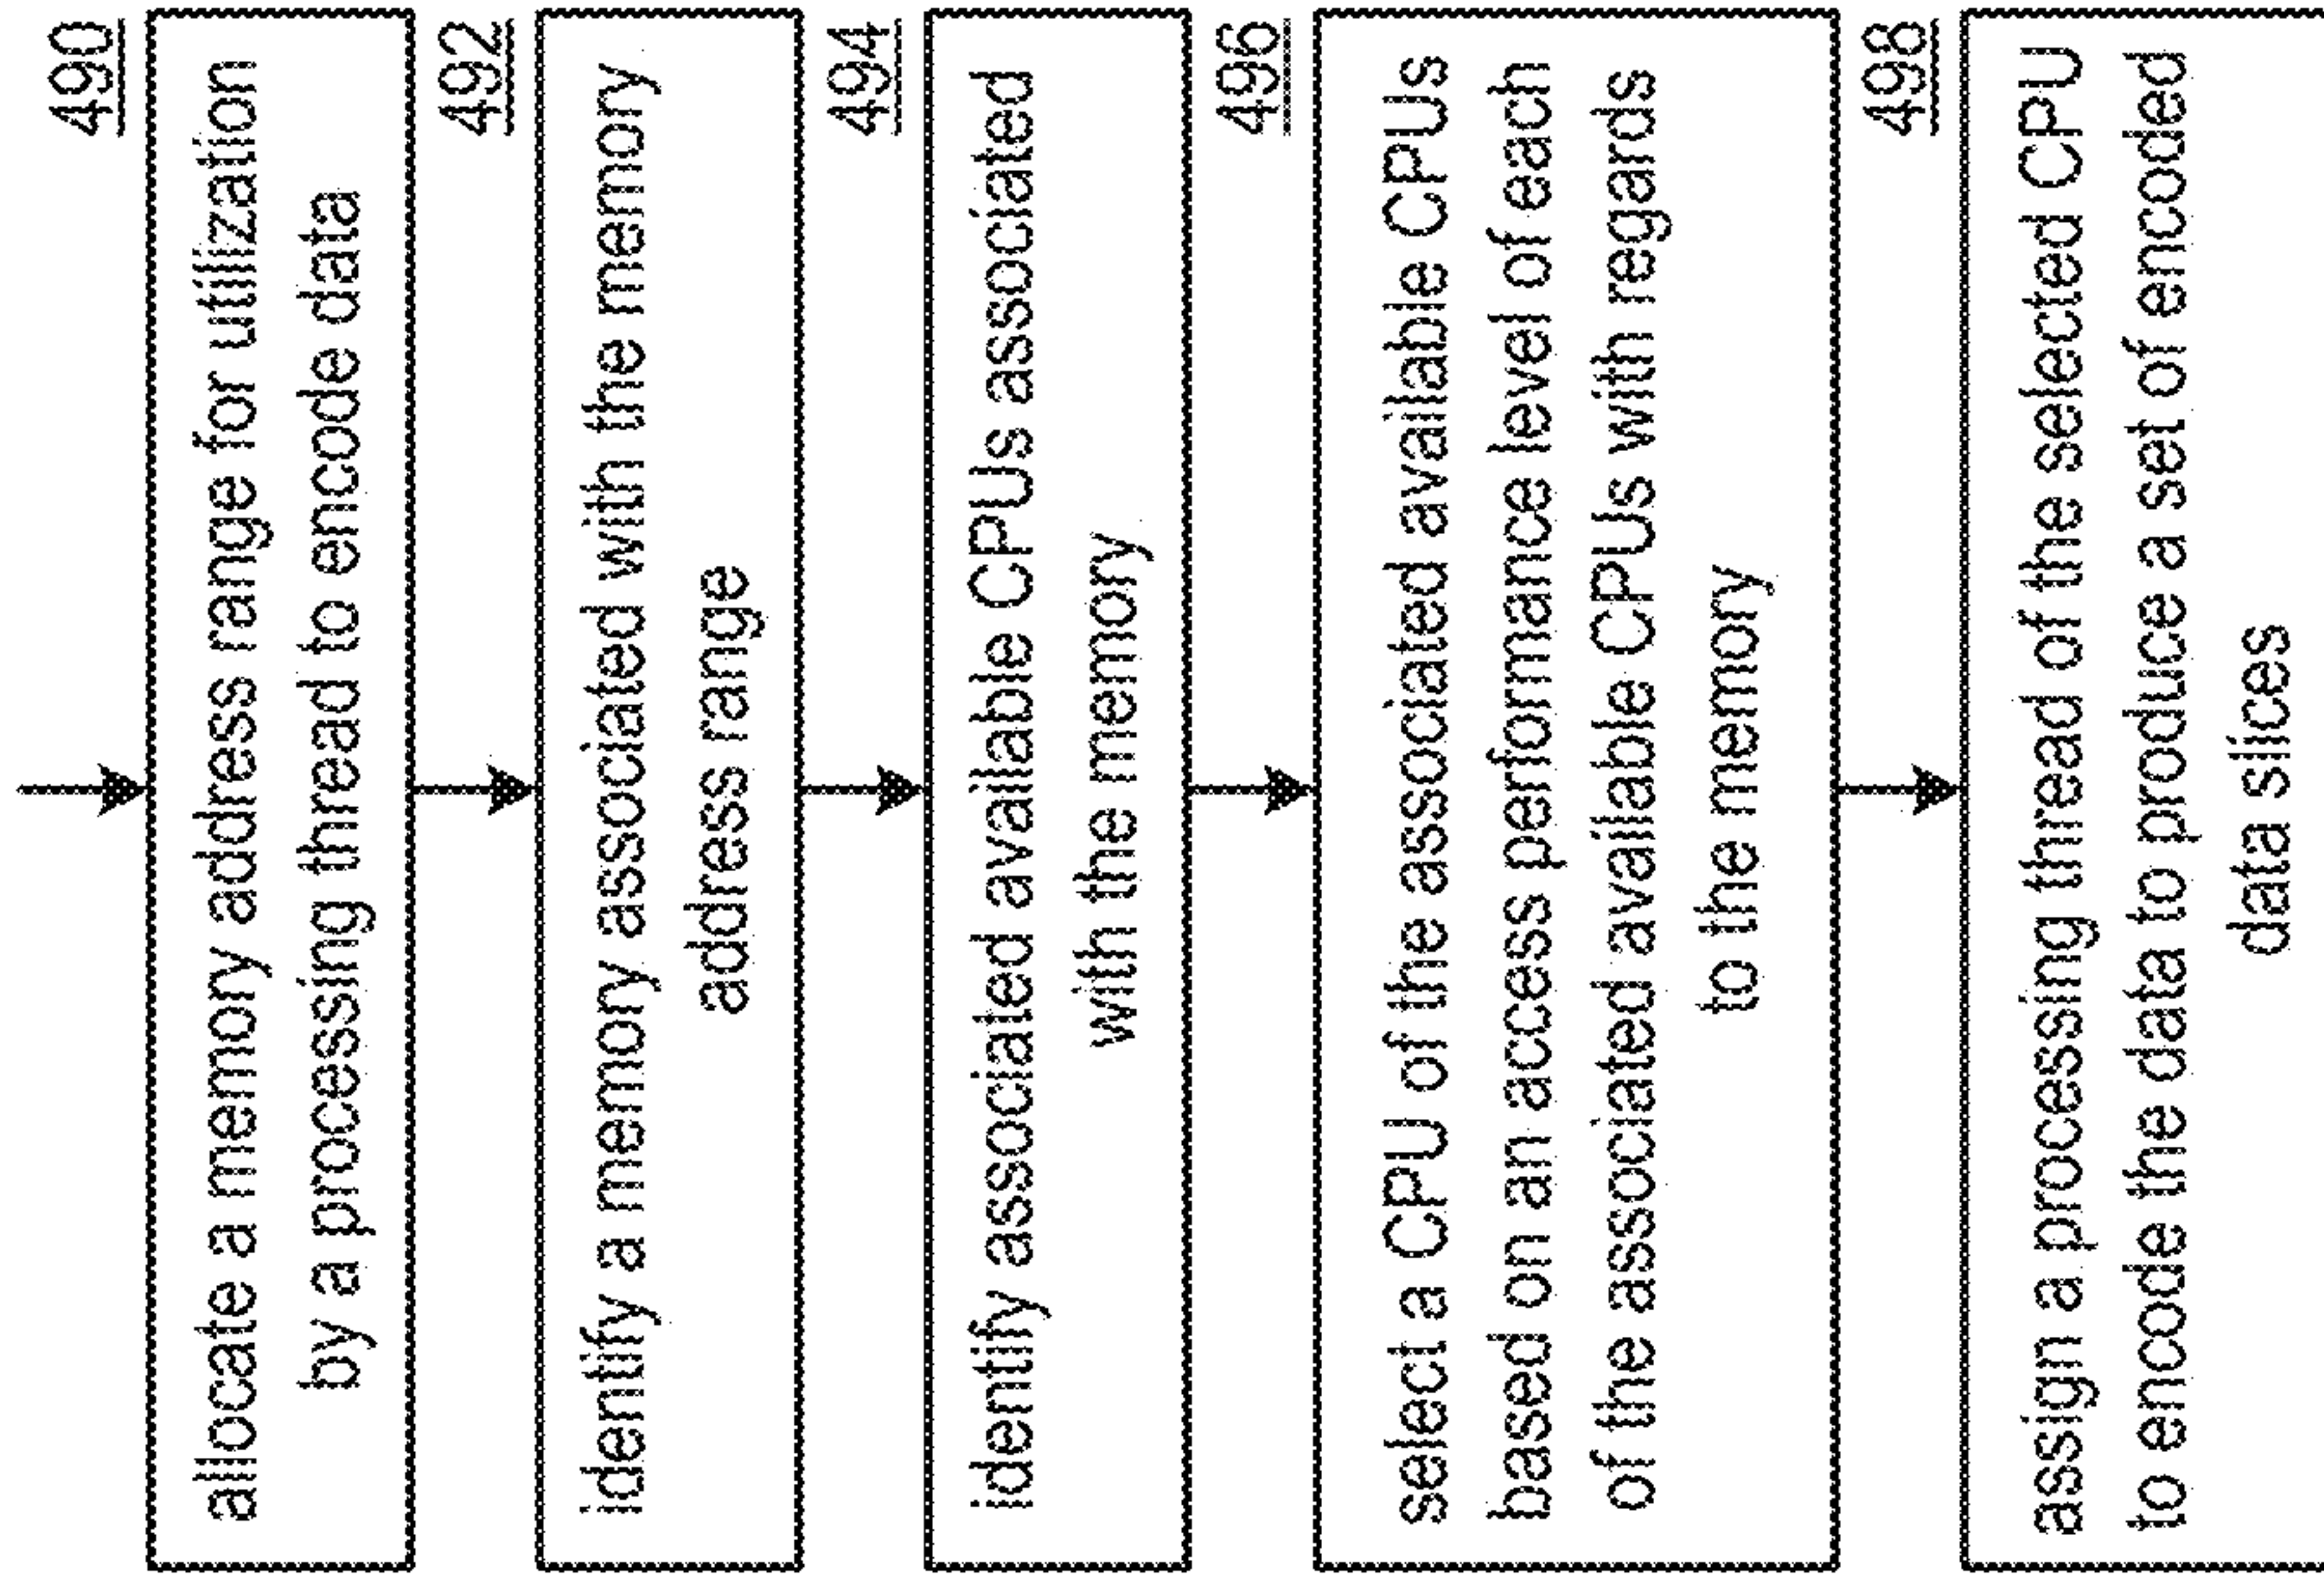 490
allocate a memory address range for utilization
by a processing thread to encode data
492
identify a memory associated with the memory
address range
494
identify associated available CPUs associated
with the memory
496
select a CPU of the associated available CPUs
based on an access performance level of each
of the associated available CPUs with regards
to the memory
498
assign a processing thread of the selected CPU
to encode the data to produce a set of encoded
data slices